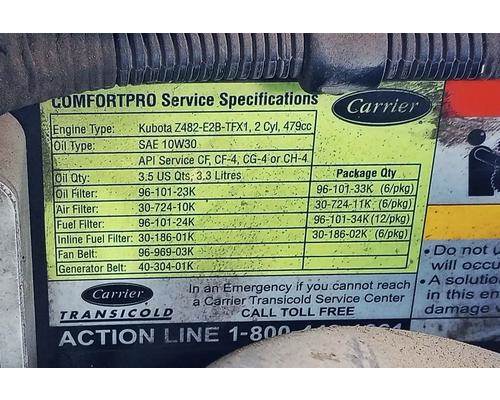 COMFORTPRO Service Specifications
Carrier
Engine Type: Kubota Z482-E2B-TFX1, 2 Cyl, 479cc
Oil Type: SAE 10W30
API Service CF, CF-4, CG-4 or CH-4
Oil Qty: 3.5 US Qts, 3.3 Litres Package Qty
Oil Filter: 96-101-23K 96-101-33K (6/pkg)
Air Filter: 30-724-10K 30-724-11K (6/pkg)
Fuel Filter: 96-101-24K 96-101-34K (12/pkg)
Inline Fuel Filter: 30-186-01K 30-186-02K (6/pkg)
Fan Belt: 96-969-03K
Generator Belt: 40-304-01K
Carrier
TRANSICOLD
In an Emergency if you cannot reach
a Carrier Transicold Service Center
CALL TOLL FREE
ACTION LINE 1-800-
• Do not
will occu
• A solution
in this en
damage